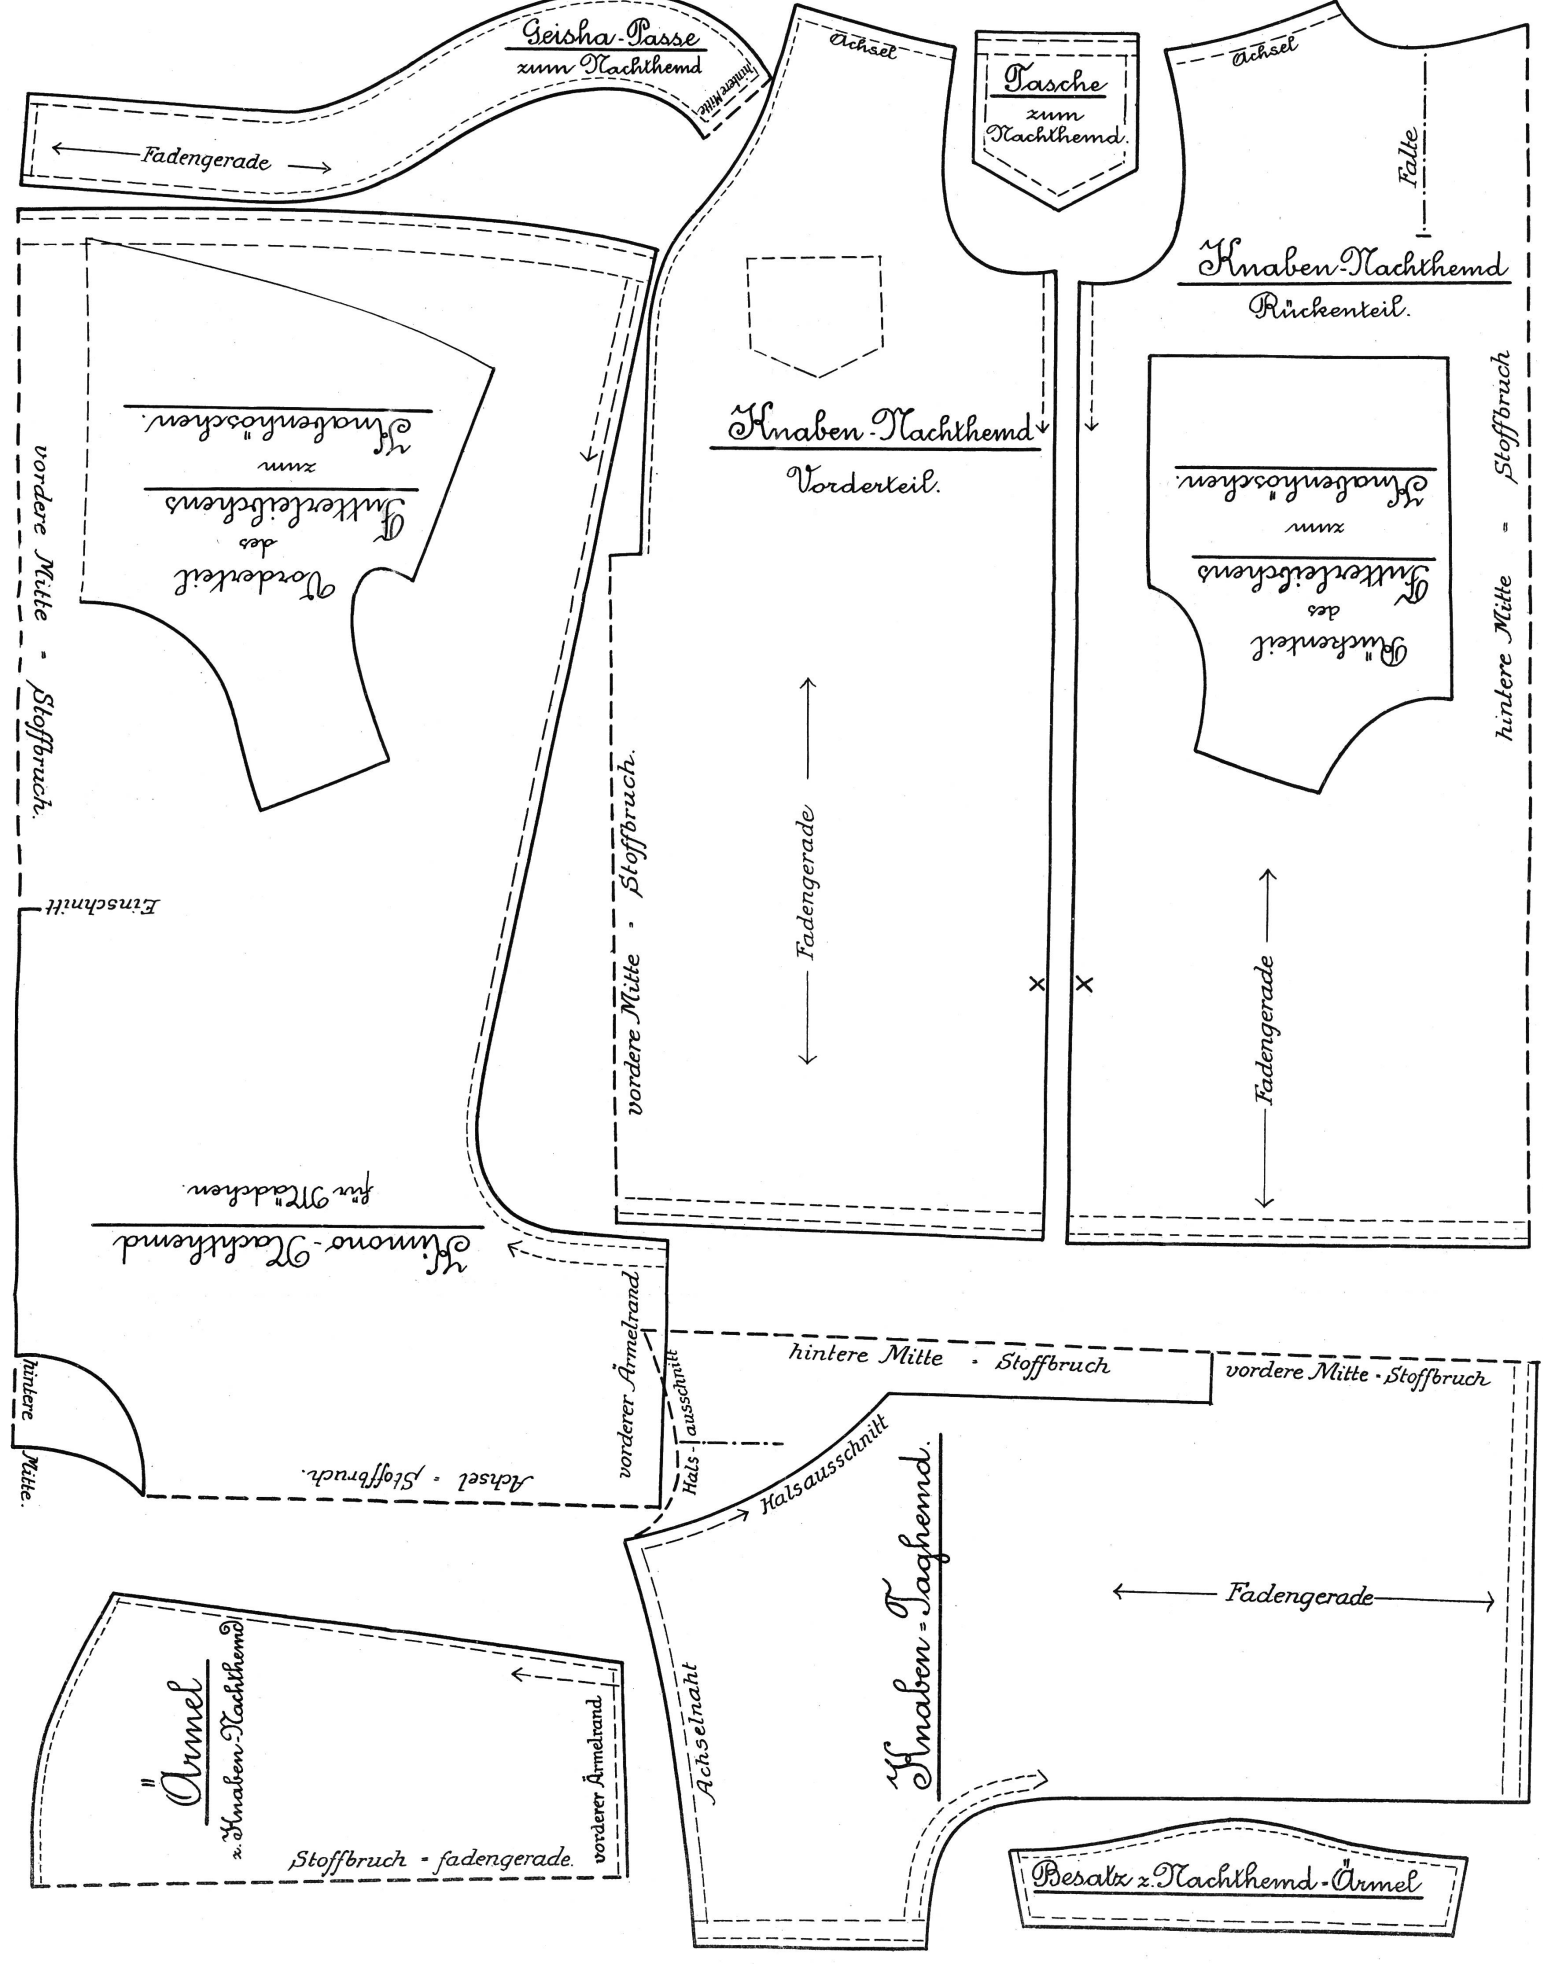 Geisha-Passe
zum Nachthemd
hintere Mitte
Fadengerade
Achsel
Tasche
zum
Nachthemd.
Achsel
Falte
Knaben-Nachthemd
Rückenteil.
hintere Mitte = Stoffbruch
Fadengerade
Rückenteil
des
Futterleibchens
zum
Knabenhöschen.
Knaben-Nachthemd
Vorderteil.
vordere Mitte = Stoffbruch.
Fadengerade
x x
Vorderteil
des
Futterleibchens
zum
Knabenhöschen.
vordere Mitte = Stoffbruch.
Einschnitt
Kimono-Nachthemd
für Mädchen.
hintere Mitte.
Achsel = Stoffbruch.
vorderer Ärmelrand
Hals-ausschnitt
hintere Mitte = Stoffbruch
vordere Mitte = Stoffbruch
Halsausschnitt
Knaben=Taghemd.
Fadengerade
Achselnaht
Ärmel
z. Knaben-Nachthemd
vorderer Ärmelrand
Stoffbruch = fadengerade.
Besatz z. Nachthemd-Ärmel